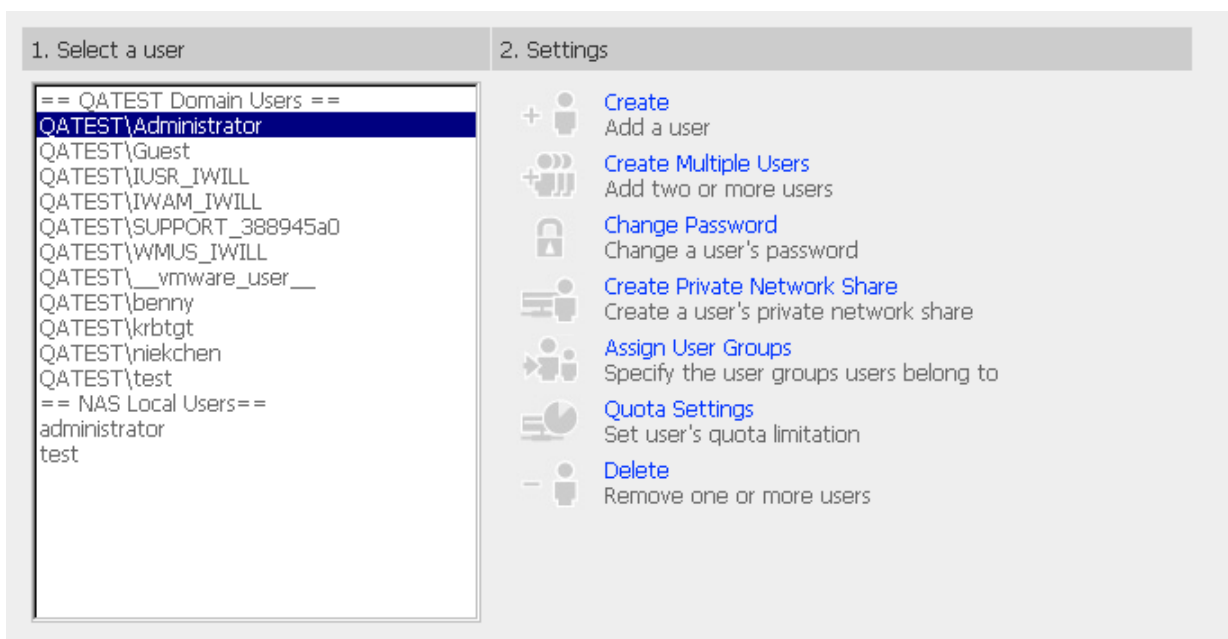 1. Select a user
== QATEST Domain Users ==
QATEST\Administrator
QATEST\Guest
QATEST\IUSR_IWILL
QATEST\IWAM_IWILL
QATEST\SUPPORT_388945a0
QATEST\WMUS_IWILL
QATEST\__vmware_user__
QATEST\benny
QATEST\krbtgt
QATEST\niekchen
QATEST\test
== NAS Local Users==
administrator
test
2. Settings
Create
Add a user
Create Multiple Users
Add two or more users
Change Password
Change a user's password
Create Private Network Share
Create a user's private network share
Assign User Groups
Specify the user groups users belong to
Quota Settings
Set user's quota limitation
Delete
Remove one or more users